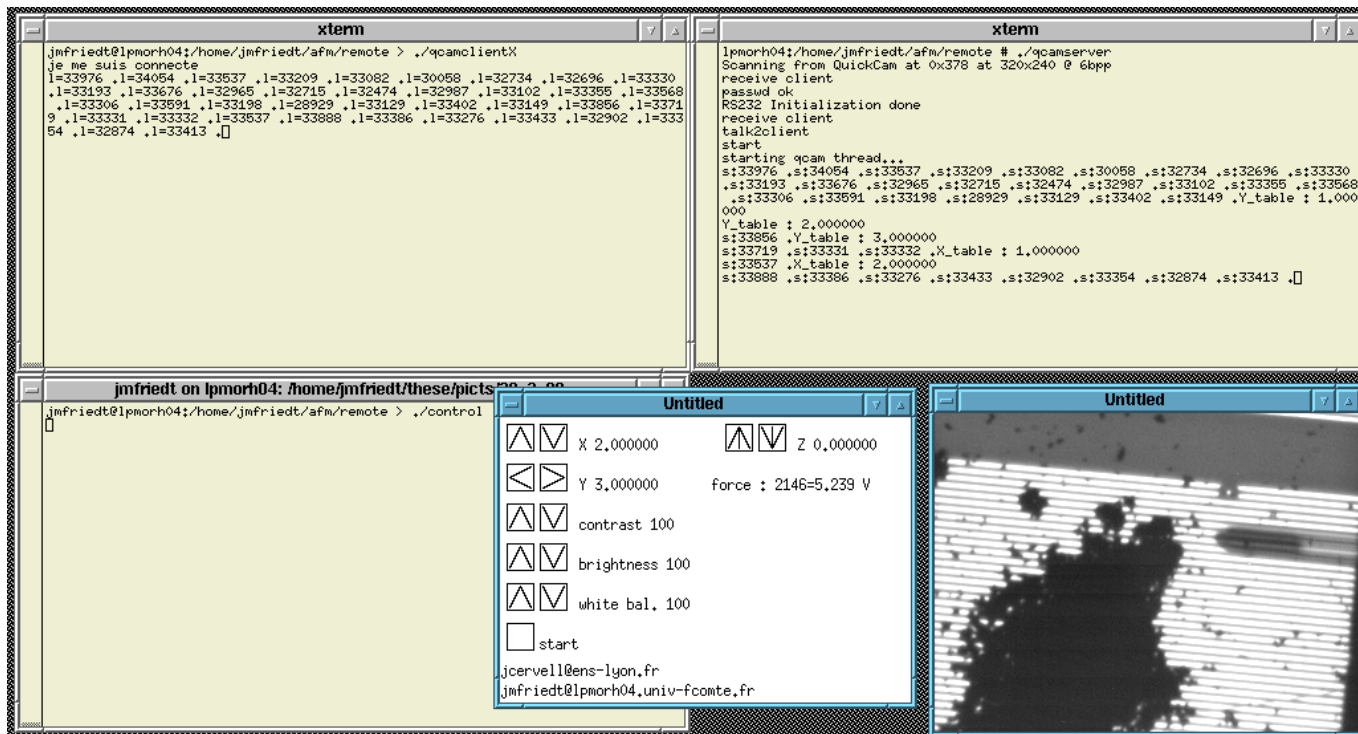 xterm
jmfriedt@lpmorh04:/home/jmfriedt/afm/remote > ./qcamclientX
je me suis connecte
l=33976 .l=34054 .l=33537 .l=33209 .l=33082 .l=30058 .l=32734 .l=32696 .l=33330
.l=33193 .l=33676 .l=32965 .l=32715 .l=32474 .l=32987 .l=33102 .l=33355 .l=33568
.l=33306 .l=33591 .l=33198 .l=28929 .l=33129 .l=33402 .l=33149 .l=33856 .l=3371
9 .l=33331 .l=33332 .l=33537 .l=33888 .l=33386 .l=33276 .l=33433 .l=32902 .l=333
54 .l=32874 .l=33413 .
xterm
lpmorh04:/home/jmfriedt/afm/remote # ./qcamserver
Scanning from QuickCam at 0x378 at 320x240 @ 6bpp
receive client
passwd ok
RS232 Initialization done
receive client
talk2client
start
starting qcam thread...
s:33976 .s:34054 .s:33537 .s:33209 .s:33082 .s:30058 .s:32734 .s:32696 .s:33330
.s:33193 .s:33676 .s:32965 .s:32715 .s:32474 .s:32987 .s:33102 .s:33355 .s:33568
.s:33306 .s:33591 .s:33198 .s:28929 .s:33129 .s:33402 .s:33149 .Y_table : 1.000
000
Y_table : 2.000000
s:33856 .Y_table : 3.000000
s:33719 .s:33331 .s:33332 .X_table : 1.000000
s:33537 .X_table : 2.000000
s:33888 .s:33386 .s:33276 .s:33433 .s:32902 .s:33354 .s:32874 .s:33413 .
jmfriedt on lpmorh04: /home/jmfriedt/these/picts
jmfriedt@lpmorh04:/home/jmfriedt/afm/remote > ./control
Untitled
X 2.000000 Z 0.000000
Y 3.000000 force : 2146=5.239 V
contrast 100
brightness 100
white bal. 100
start
jcervell@ens-lyon.fr
jmfriedt@lpmorh04.univ-fcomte.fr
Untitled